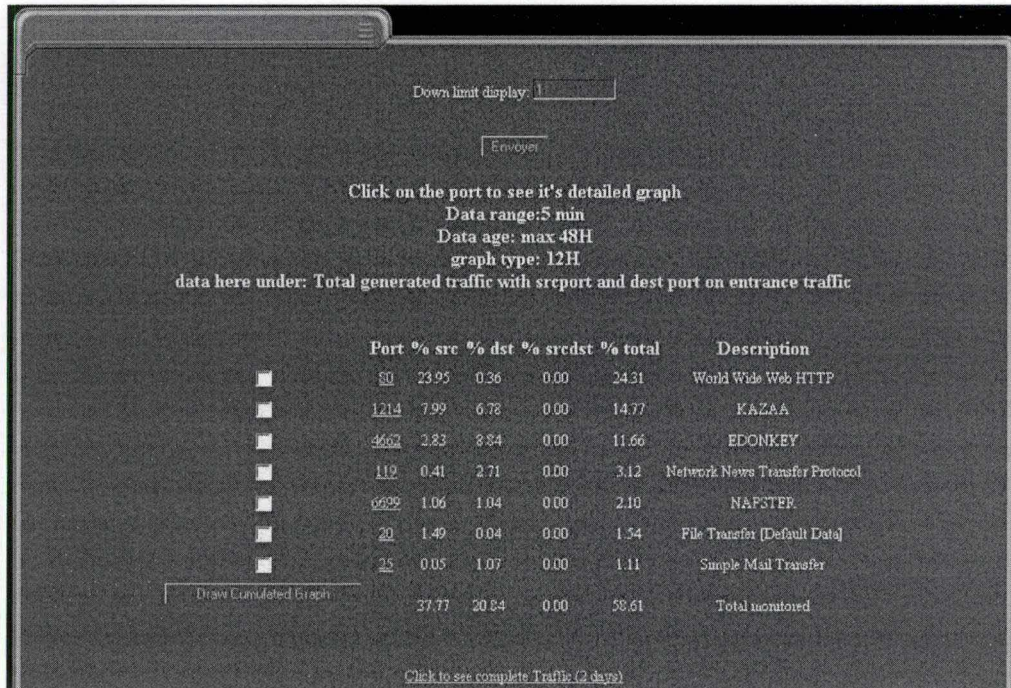 Down limit display: 1
Envoyer
Click on the port to see it's detailed graph
Data range:5 min
Data age: max 48H
graph type: 12H
data here under: Total generated traffic with srcport and dest port on entrance traffic
Port % src % dst % srcdst % total Description
80 23.95 0.36 0.00 24.31 World Wide Web HTTP
1214 7.99 6.78 0.00 14.77 KAZAA
4662 2.83 8.84 0.00 11.66 EDONKEY
119 0.41 2.71 0.00 3.12 Network News Transfer Protocol
6699 1.06 1.04 0.00 2.10 NAPSTER
20 1.49 0.04 0.00 1.54 File Transfer [Default Data]
25 0.05 1.07 0.00 1.11 Simple Mail Transfer
Draw Cumulated Graph
37.77 20.84 0.00 58.61 Total monitored
Click to see complete Traffic (2 days)